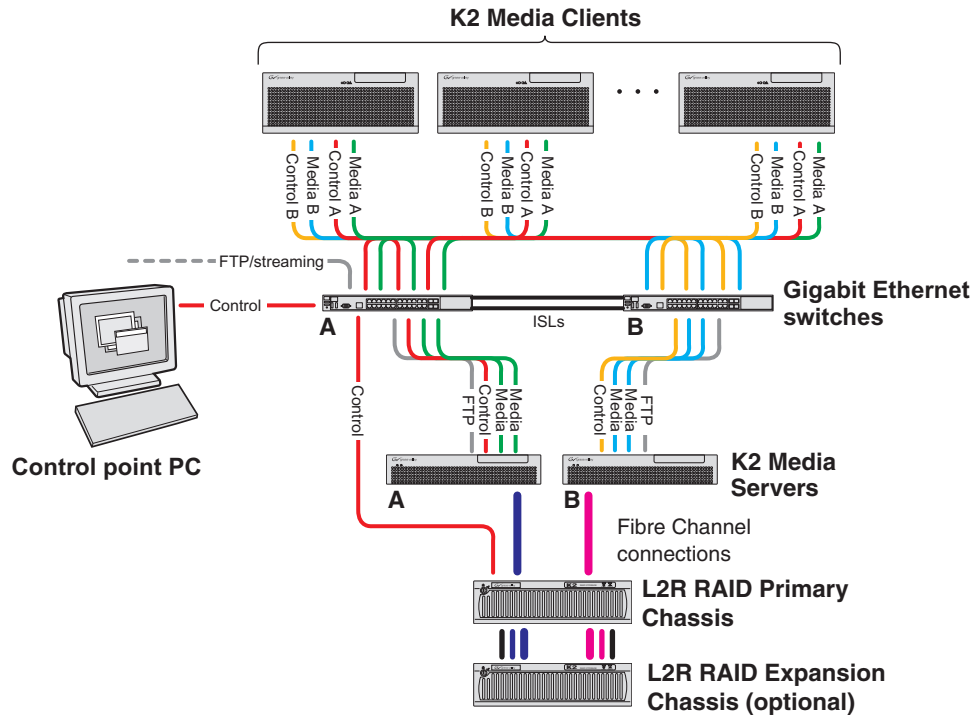 K2 Media Clients
Control B
Media B
Control A
Media A
Control B
Media B
Control A
Media A
Control B
Media B
Control A
Media A
FTP/streaming
Control
A
ISLs
B
Gigabit Ethernet
switches
Control
FTP
Control
Media
Media
Control
Media
Media
FTP
Control point PC
A
B
K2 Media
Servers
Fibre Channel
connections
K2
L2R RAID Primary
Chassis
K2
L2R RAID Expansion
Chassis (optional)